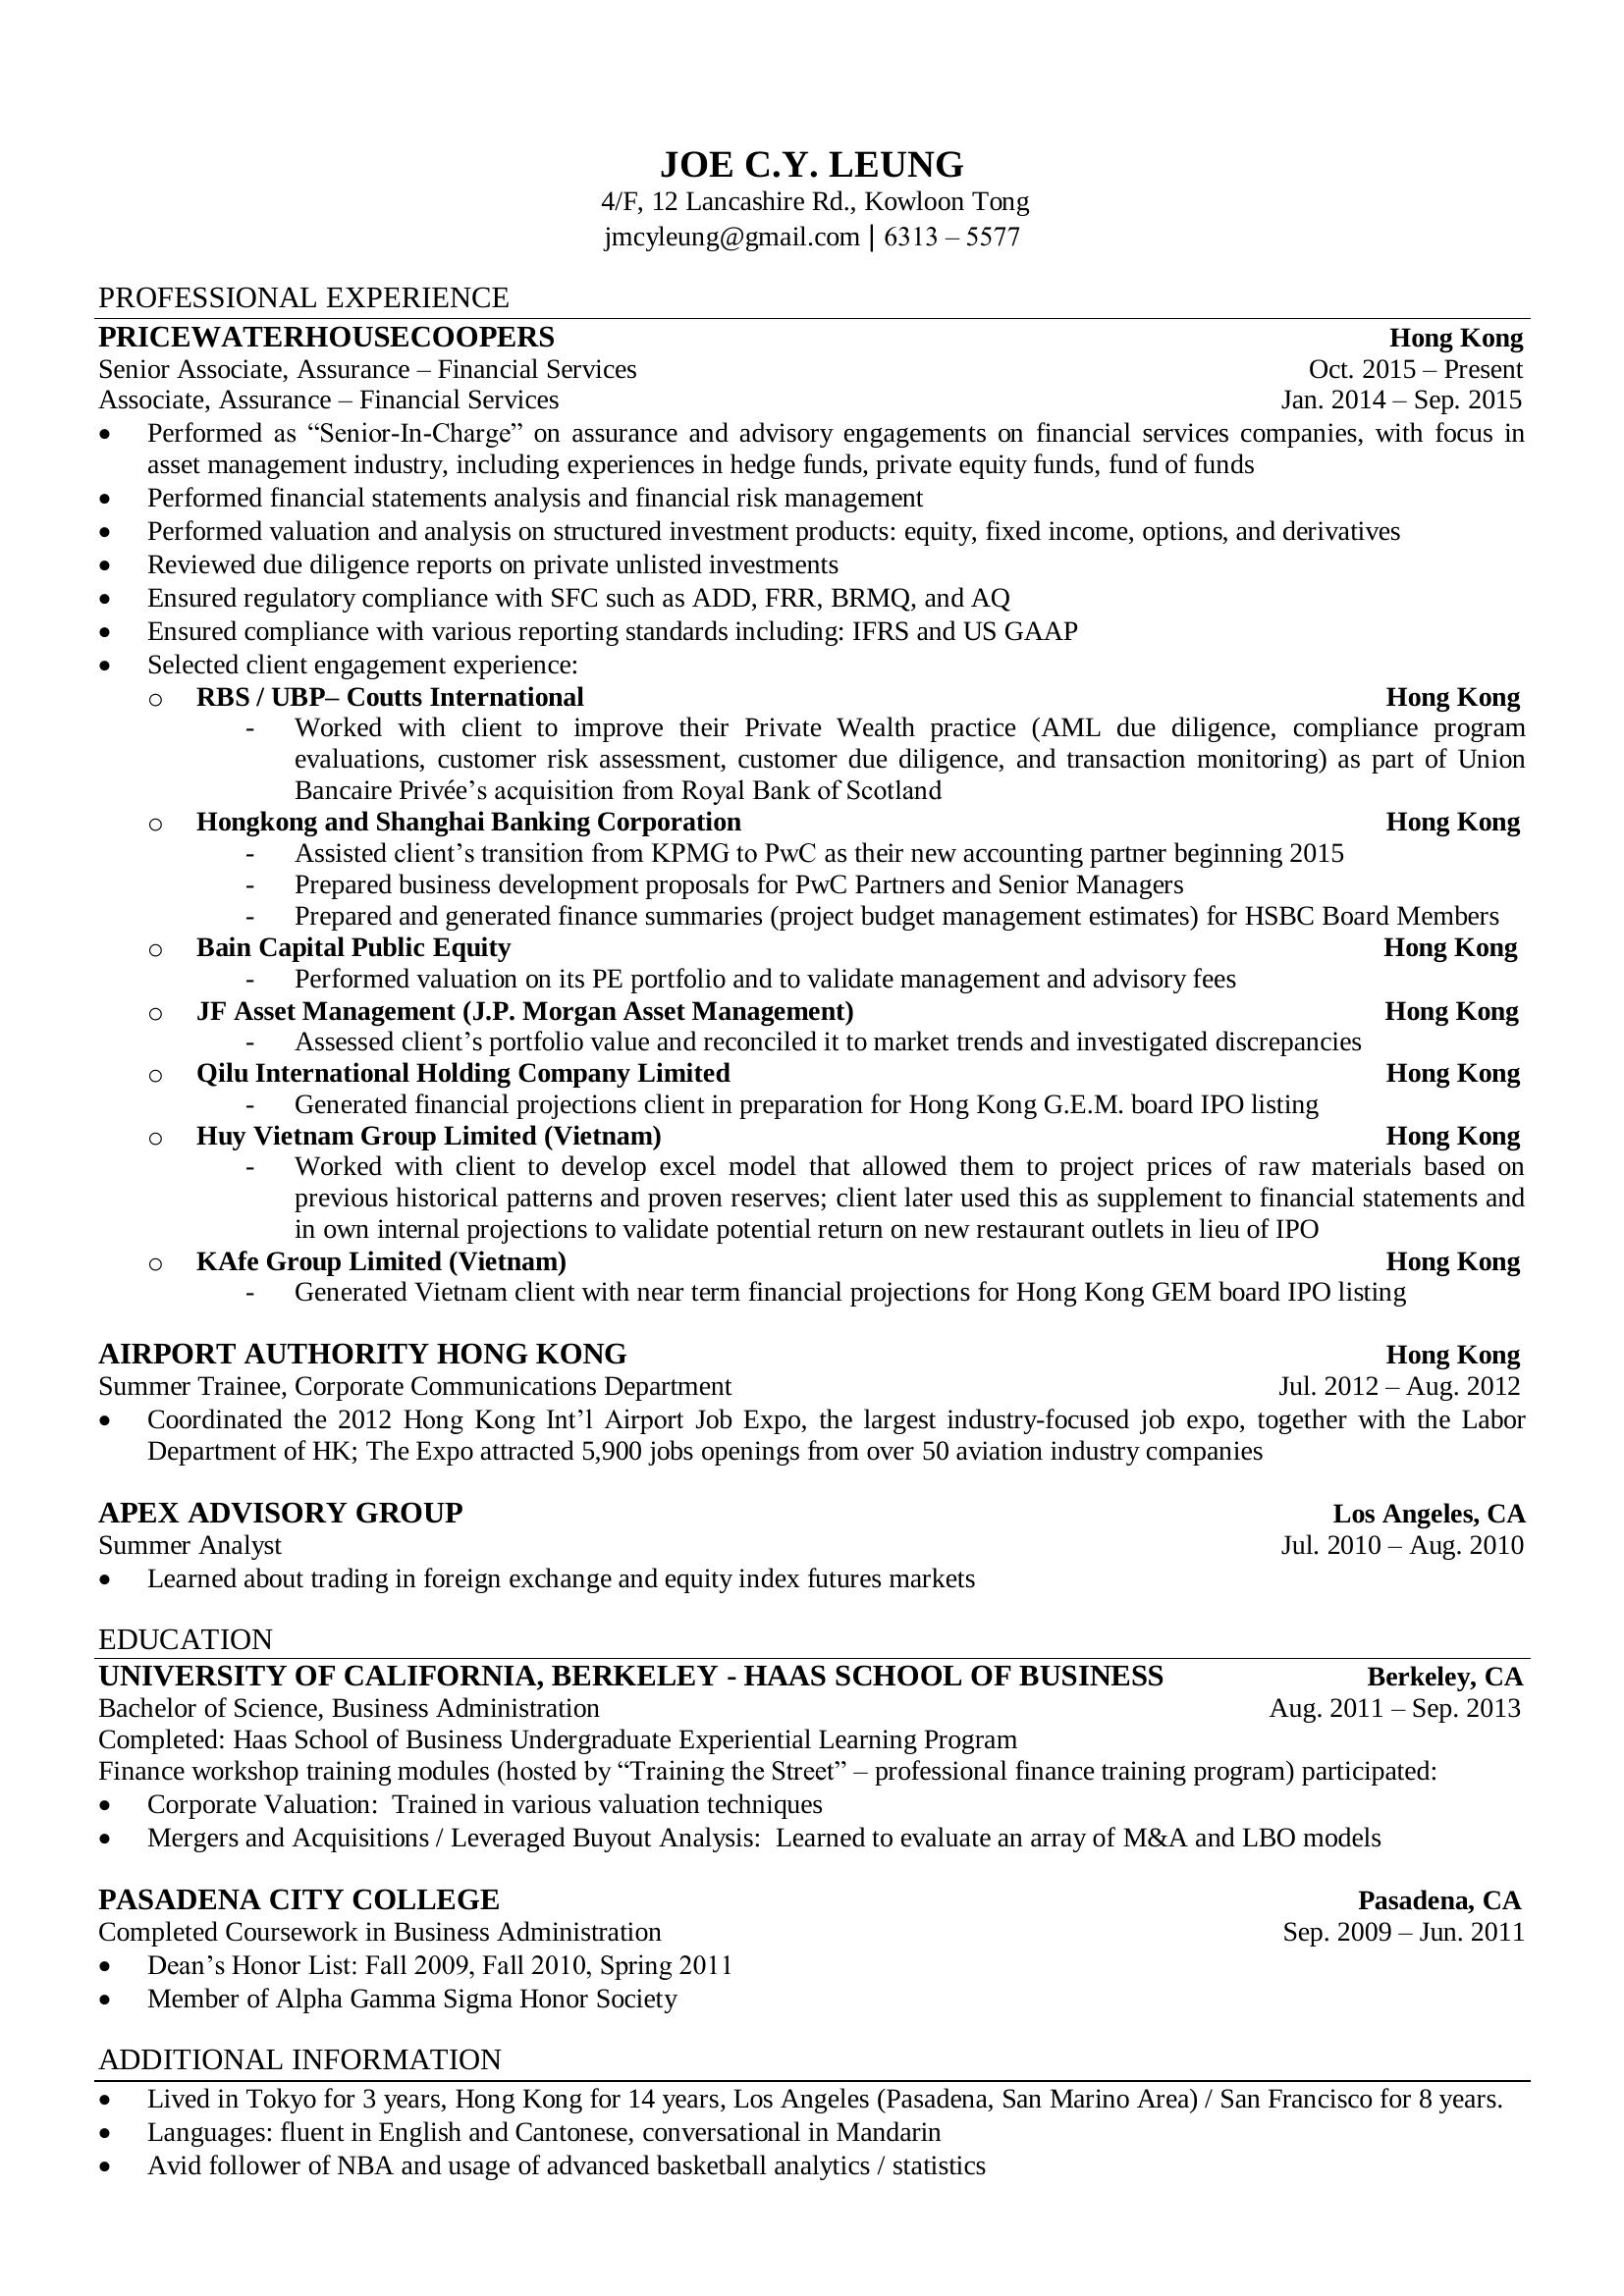 JOE C.Y. LEUNG
4/F, 12 Lancashire Rd., Kowloon Tong
jmcyleung@gmail.com | 6313 – 5577
PROFESSIONAL EXPERIENCE
PRICEWATERHOUSECOOPERS Hong Kong
Senior Associate, Assurance – Financial Services Oct. 2015 – Present
Associate, Assurance – Financial Services Jan. 2014 – Sep. 2015
• Performed as “Senior-In-Charge” on assurance and advisory engagements on financial services companies, with focus in
asset management industry, including experiences in hedge funds, private equity funds, fund of funds
• Performed financial statements analysis and financial risk management
• Performed valuation and analysis on structured investment products: equity, fixed income, options, and derivatives
• Reviewed due diligence reports on private unlisted investments
• Ensured regulatory compliance with SFC such as ADD, FRR, BRMQ, and AQ
• Ensured compliance with various reporting standards including: IFRS and US GAAP
• Selected client engagement experience:
o RBS / UBP– Coutts International Hong Kong
- Worked with client to improve their Private Wealth practice (AML due diligence, compliance program
evaluations, customer risk assessment, customer due diligence, and transaction monitoring) as part of Union
Bancaire Privée’s acquisition from Royal Bank of Scotland
o Hongkong and Shanghai Banking Corporation Hong Kong
- Assisted client’s transition from KPMG to PwC as their new accounting partner beginning 2015
- Prepared business development proposals for PwC Partners and Senior Managers
- Prepared and generated finance summaries (project budget management estimates) for HSBC Board Members
o Bain Capital Public Equity Hong Kong
- Performed valuation on its PE portfolio and to validate management and advisory fees
o JF Asset Management (J.P. Morgan Asset Management) Hong Kong
- Assessed client’s portfolio value and reconciled it to market trends and investigated discrepancies
o Qilu International Holding Company Limited Hong Kong
- Generated financial projections client in preparation for Hong Kong G.E.M. board IPO listing
o Huy Vietnam Group Limited (Vietnam) Hong Kong
- Worked with client to develop excel model that allowed them to project prices of raw materials based on
previous historical patterns and proven reserves; client later used this as supplement to financial statements and
in own internal projections to validate potential return on new restaurant outlets in lieu of IPO
o KAfe Group Limited (Vietnam) Hong Kong
- Generated Vietnam client with near term financial projections for Hong Kong GEM board IPO listing
AIRPORT AUTHORITY HONG KONG Hong Kong
Summer Trainee, Corporate Communications Department Jul. 2012 – Aug. 2012
• Coordinated the 2012 Hong Kong Int’l Airport Job Expo, the largest industry-focused job expo, together with the Labor
Department of HK; The Expo attracted 5,900 jobs openings from over 50 aviation industry companies
APEX ADVISORY GROUP Los Angeles, CA
Summer Analyst Jul. 2010 – Aug. 2010
• Learned about trading in foreign exchange and equity index futures markets
EDUCATION
UNIVERSITY OF CALIFORNIA, BERKELEY - HAAS SCHOOL OF BUSINESS Berkeley, CA
Bachelor of Science, Business Administration Aug. 2011 – Sep. 2013
Completed: Haas School of Business Undergraduate Experiential Learning Program
Finance workshop training modules (hosted by “Training the Street” – professional finance training program) participated:
• Corporate Valuation: Trained in various valuation techniques
• Mergers and Acquisitions / Leveraged Buyout Analysis: Learned to evaluate an array of M&A and LBO models
PASADENA CITY COLLEGE Pasadena, CA
Completed Coursework in Business Administration Sep. 2009 – Jun. 2011
• Dean’s Honor List: Fall 2009, Fall 2010, Spring 2011
• Member of Alpha Gamma Sigma Honor Society
ADDITIONAL INFORMATION
• Lived in Tokyo for 3 years, Hong Kong for 14 years, Los Angeles (Pasadena, San Marino Area) / San Francisco for 8 years.
• Languages: fluent in English and Cantonese, conversational in Mandarin
• Avid follower of NBA and usage of advanced basketball analytics / statistics